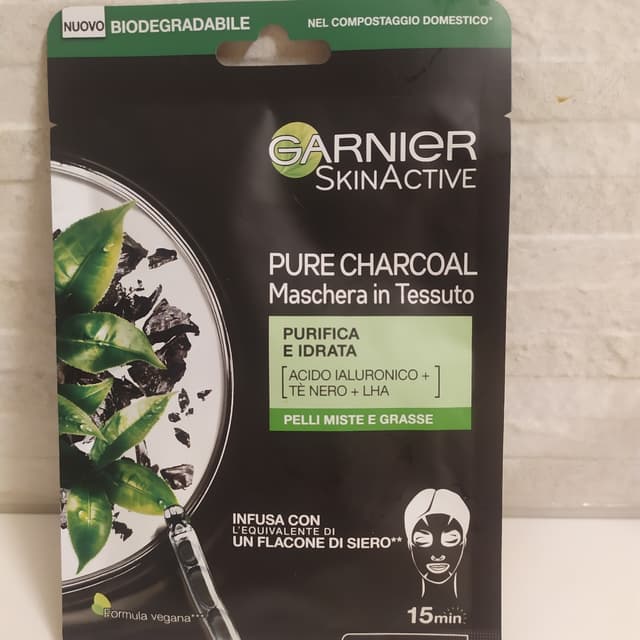 NUOVO BIODEGRADABILE NEL COMPOSTAGGIO DOMESTICO*
GARNIER
SKINACTIVE
PURE CHARCOAL
Maschera in Tessuto
PURIFICA
E IDRATA
[ACIDO IALURONICO +
TÈ NERO + LHA]
PELLI MISTE E GRASSE
INFUSA CON
L'EQUIVALENTE DI
UN FLACONE DI SIERO**
Formula vegana***
15min